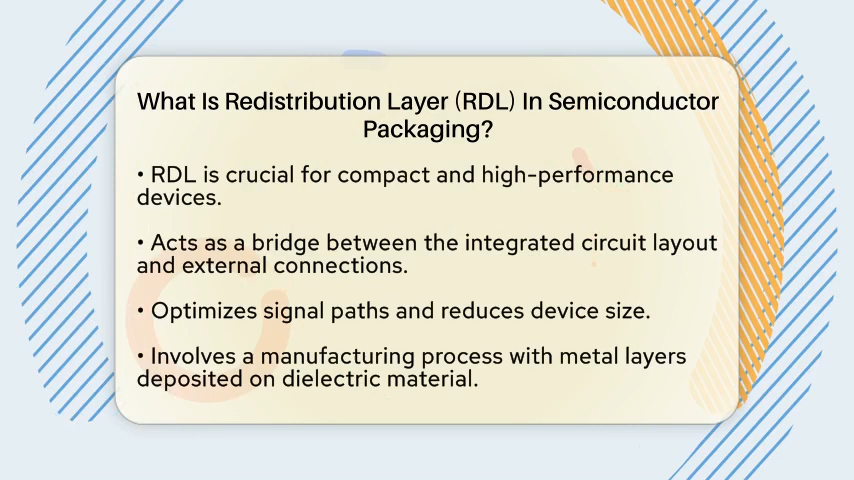 What Is Redistribution Layer (RDL) In Semiconductor
Packaging?
• RDL is crucial for compact and high-performance
devices.
• Acts as a bridge between the integrated circuit layout
and external connections.
• Optimizes signal paths and reduces device size.
• Involves a manufacturing process with metal layers
deposited on dielectric material.